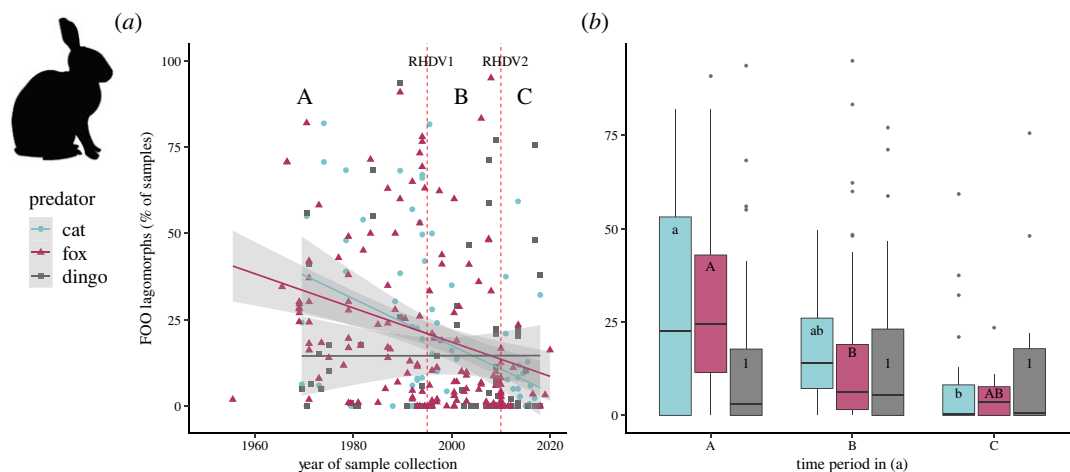 (a)
(b)
RHDV1
RHDV2
A
B
C
predator
cat
fox
dingo
FOO lagomorphs (% of samples)
100
75
50
25
0
1960
1980
2000
2020
year of sample collection
75
50
25
0
a
A
1
ab
B
1
b
AB
1
A
B
C
time period in (a)